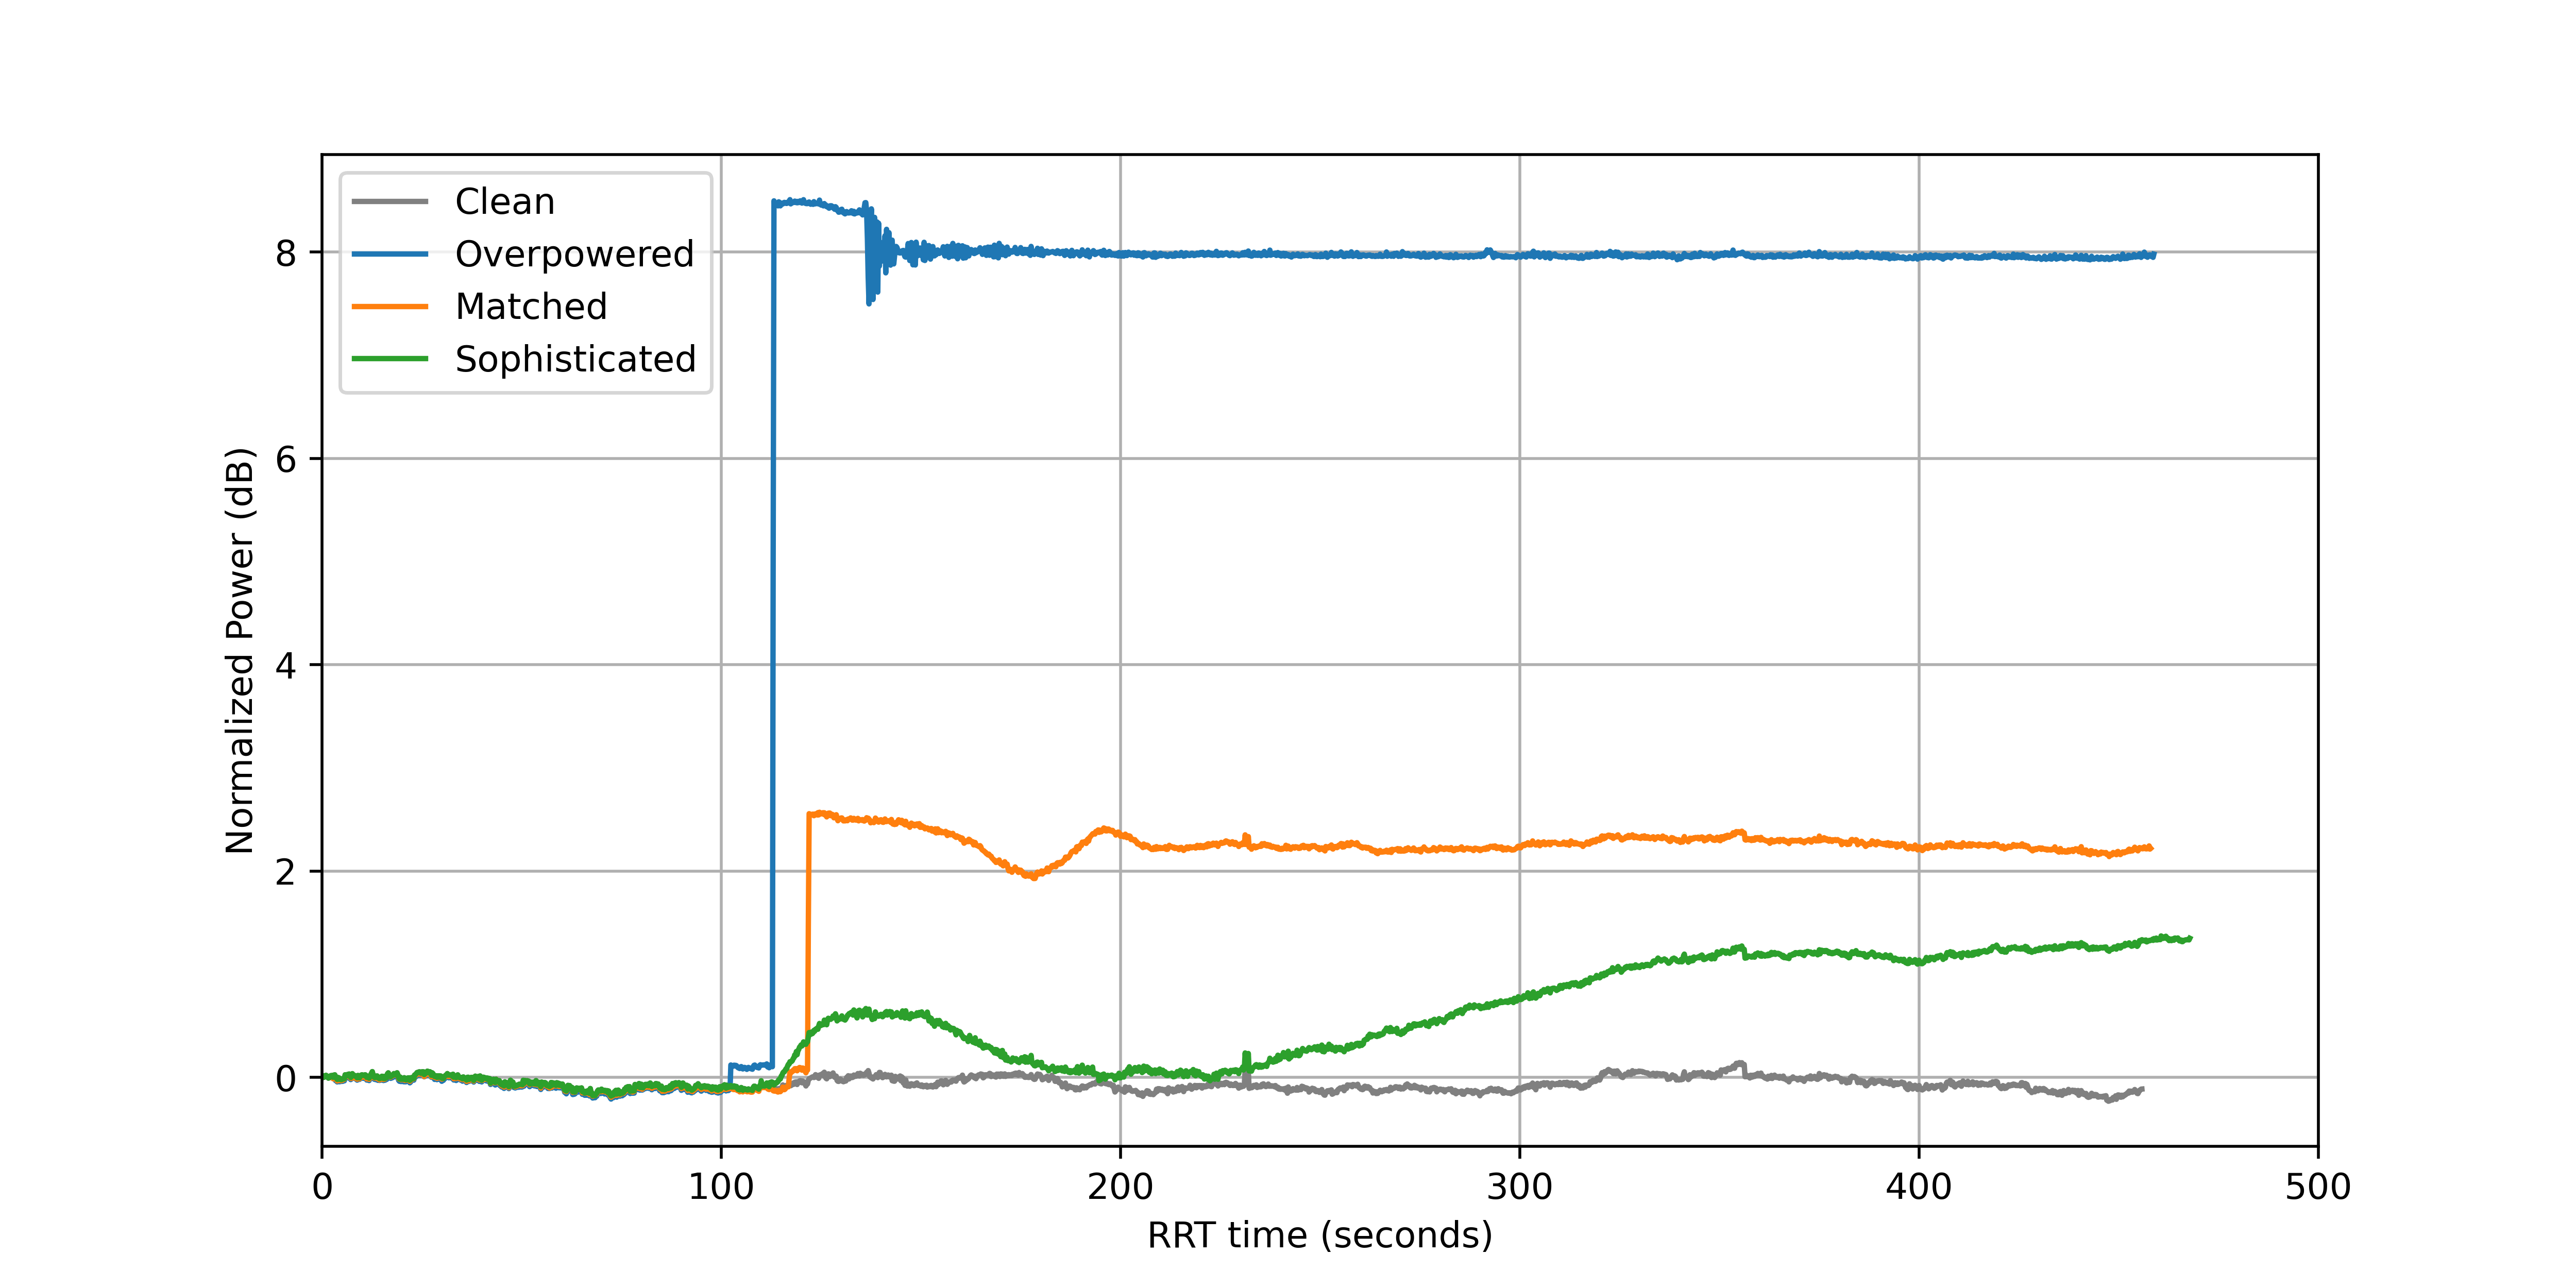 Clean
Overpowered
Matched
Sophisticated
Normalized Power (dB)
8
6
4
2
0
0 100 200 300 400 500
RRT time (seconds)